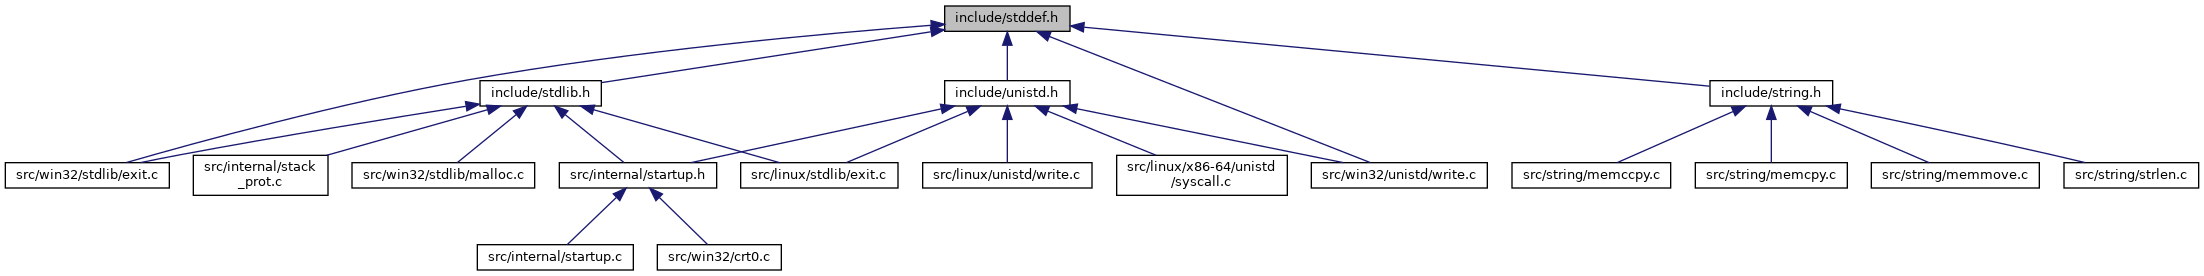 include/stddef.h
include/stdlib.h
include/unistd.h
include/string.h
src/win32/stdlib/exit.c
src/internal/stack
_prot.c
src/win32/stdlib/malloc.c
src/internal/startup.h
src/linux/stdlib/exit.c
src/linux/unistd/write.c
src/linux/x86-64/unistd
/syscall.c
src/win32/unistd/write.c
src/string/memccpy.c
src/string/memcpy.c
src/string/memmove.c
src/string/strlen.c
src/internal/startup.c
src/win32/crt0.c